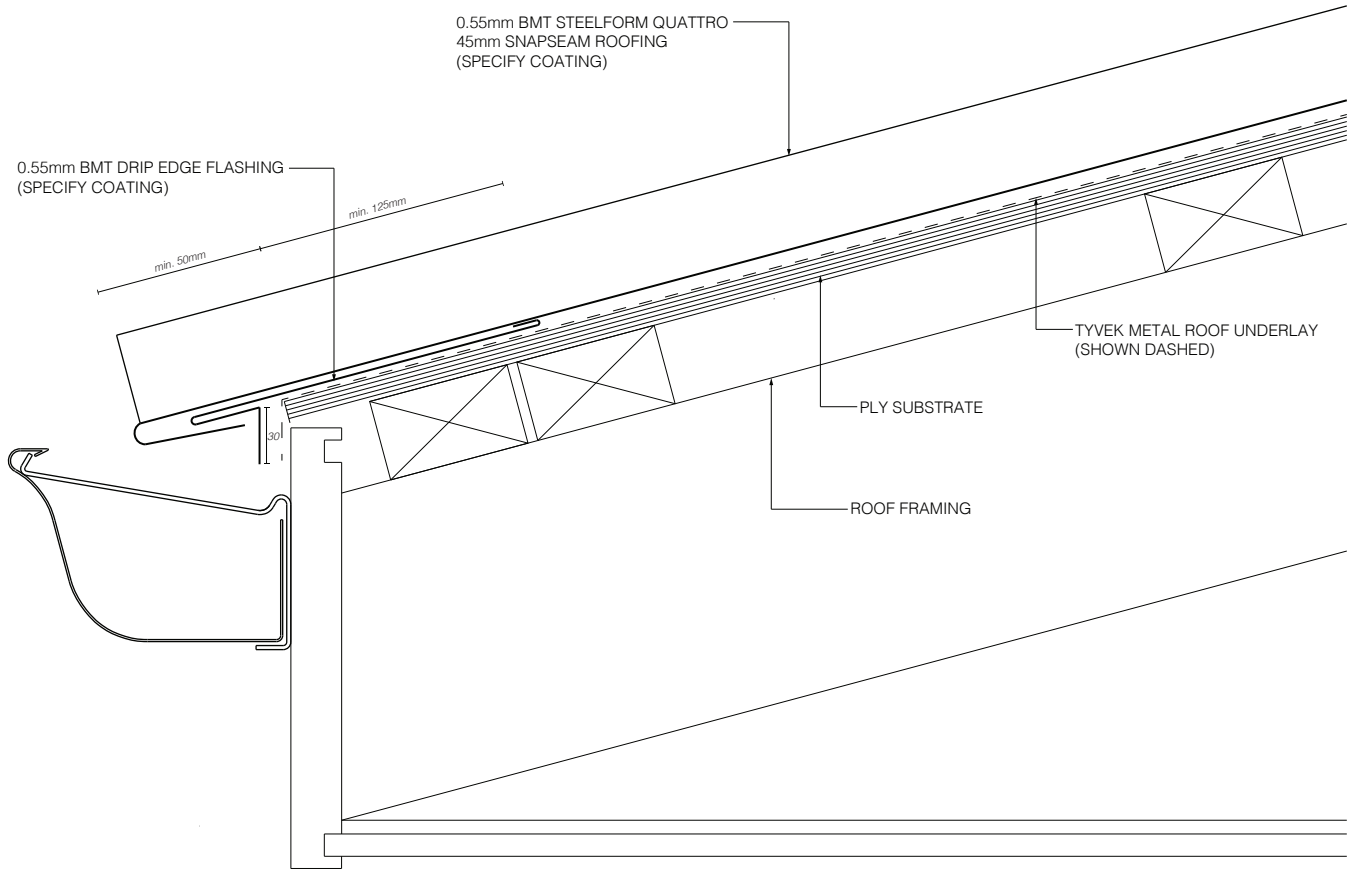 0.55mm BMT STEELFORM QUATTRO
45mm SNAPSEAM ROOFING
(SPECIFY COATING)
0.55mm BMT DRIP EDGE FLASHING
(SPECIFY COATING)
min. 125mm
min. 50mm
TYVEK METAL ROOF UNDERLAY
(SHOWN DASHED)
PLY SUBSTRATE
30
ROOF FRAMING